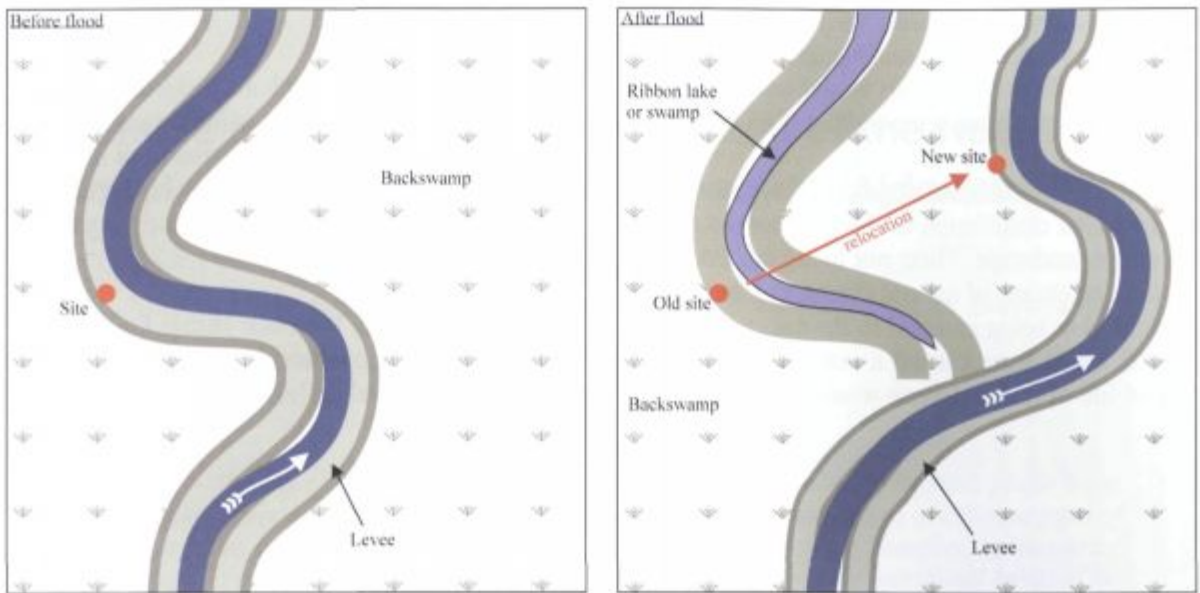 Before flood
Backswamp
Site
Levee
After flood
Ribbon lake
or swamp
New site
relocation
Old site
Backswamp
Levee